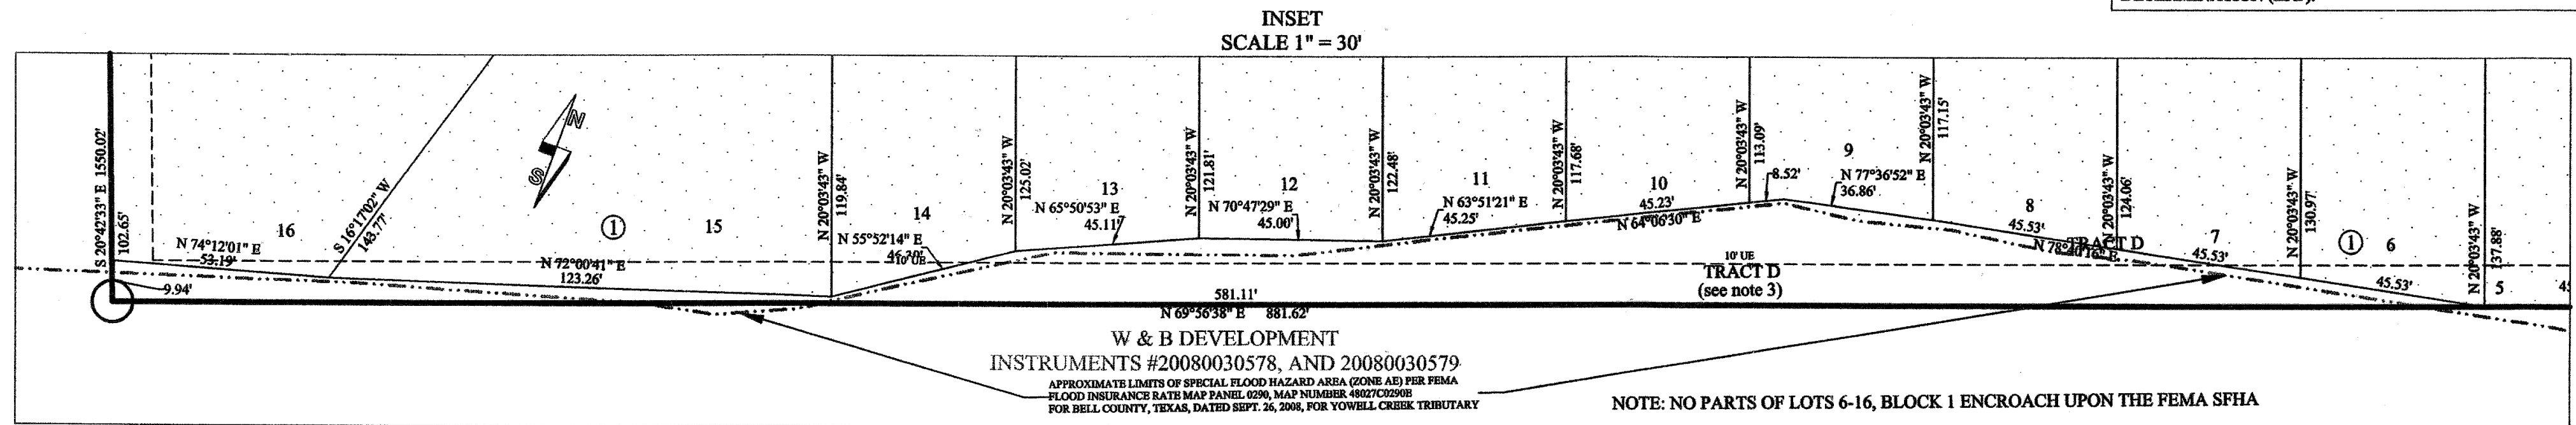 INSET
SCALE 1" = 30'
S 20°42'33" E 1550.02'
102.65'
16
N 74°12'01" E
53.19'
9.94'
S 16°17'02" W
143.77'
N
S
1
15
N 72°00'41" E
123.26'
N 20°03'43" W
119.84'
14
N 55°52'14" E
10' UE
N 20°03'43" W
125.02'
13
N 65°50'53" E
45.11'
N 20°03'43" W
121.81'
12
N 70°47'29" E
45.00'
N 20°03'43" W
122.48'
11
N 63°51'21" E
45.25'
N 20°03'43" W
117.68'
10
45.23'
N 64°06'30" E
N 20°03'43" W
113.09'
8.52'
9
N 77°36'52" E
36.86'
N 20°03'43" W
117.15'
8
45.53'
N 20°03'43" W
124.06'
TRACT D
7
45.53'
N 20°03'43" W
130.97'
1
6
45.53'
N 20°03'43" W
137.88'
5
10' UE
TRACT D
(see note 3)
581.11'
N 69°56'38" E 881.62'
W & B DEVELOPMENT
INSTRUMENTS #20080030578, AND 20080030579
APPROXIMATE LIMITS OF SPECIAL FLOOD HAZARD AREA (ZONE AE) PER FEMA
FLOOD INSURANCE RATE MAP PANEL 0290, MAP NUMBER 48027C0290E
FOR BELL COUNTY, TEXAS, DATED SEPT. 26, 2008, FOR YOWELL CREEK TRIBUTARY
NOTE: NO PARTS OF LOTS 6-16, BLOCK 1 ENCROACH UPON THE FEMA SFHA